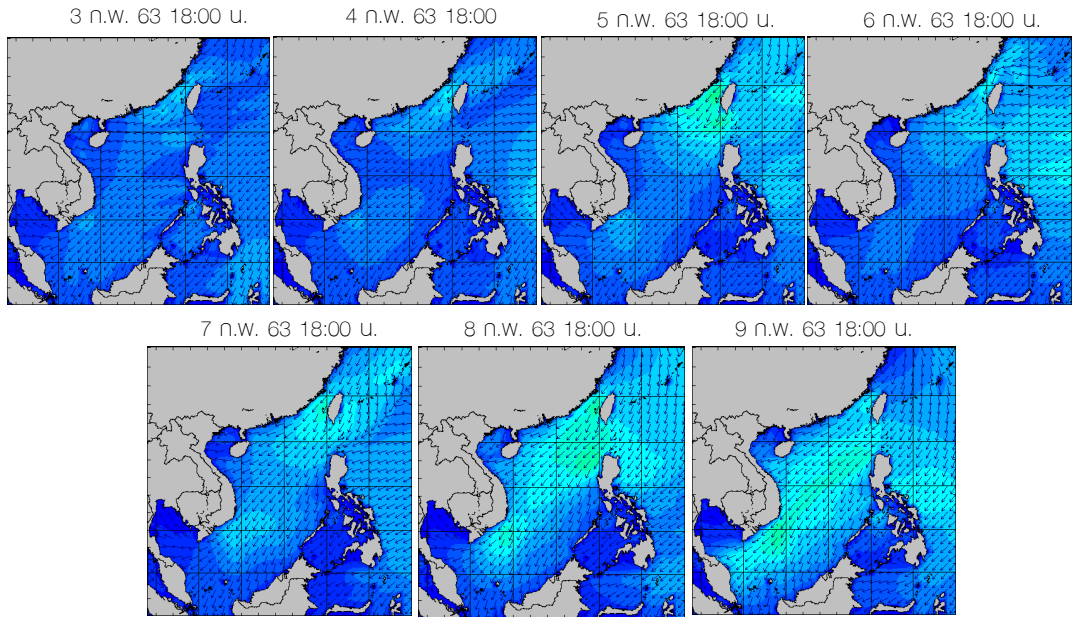 3 ก.พ. 63 18:00 น.
4 ก.พ. 63 18:00
5 ก.พ. 63 18:00 น.
6 ก.พ. 63 18:00 น.
7 ก.พ. 63 18:00 น.
8 ก.พ. 63 18:00 น.
9 ก.พ. 63 18:00 น.